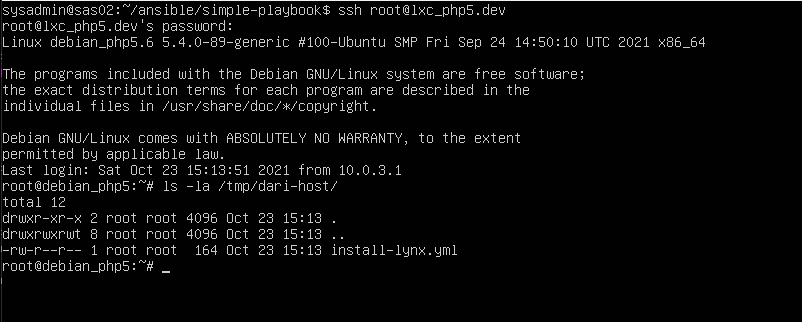 sysadmin@sas02:~/ansible/simple-playbook$ ssh root@lxc_php5.dev
root@lxc_php5.dev's password:
Linux debian_php5.6 5.4.0-89-generic #100-Ubuntu SMP Fri Sep 24 14:50:10 UTC 2021 x86_64

The programs included with the Debian GNU/Linux system are free software;
the exact distribution terms for each program are described in the
individual files in /usr/share/doc/*/copyright.

Debian GNU/Linux comes with ABSOLUTELY NO WARRANTY, to the extent
permitted by applicable law.
Last login: Sat Oct 23 15:13:51 2021 from 10.0.3.1
root@debian_php5:~# ls -la /tmp/dari-host/
total 12
drwxr-xr-x 2 root root 4096 Oct 23 15:13 .
drwxrwxrwt 8 root root 4096 Oct 23 15:13 ..
-rw-r--r-- 1 root root  164 Oct 23 15:13 install-lynx.yml
root@debian_php5:~# _